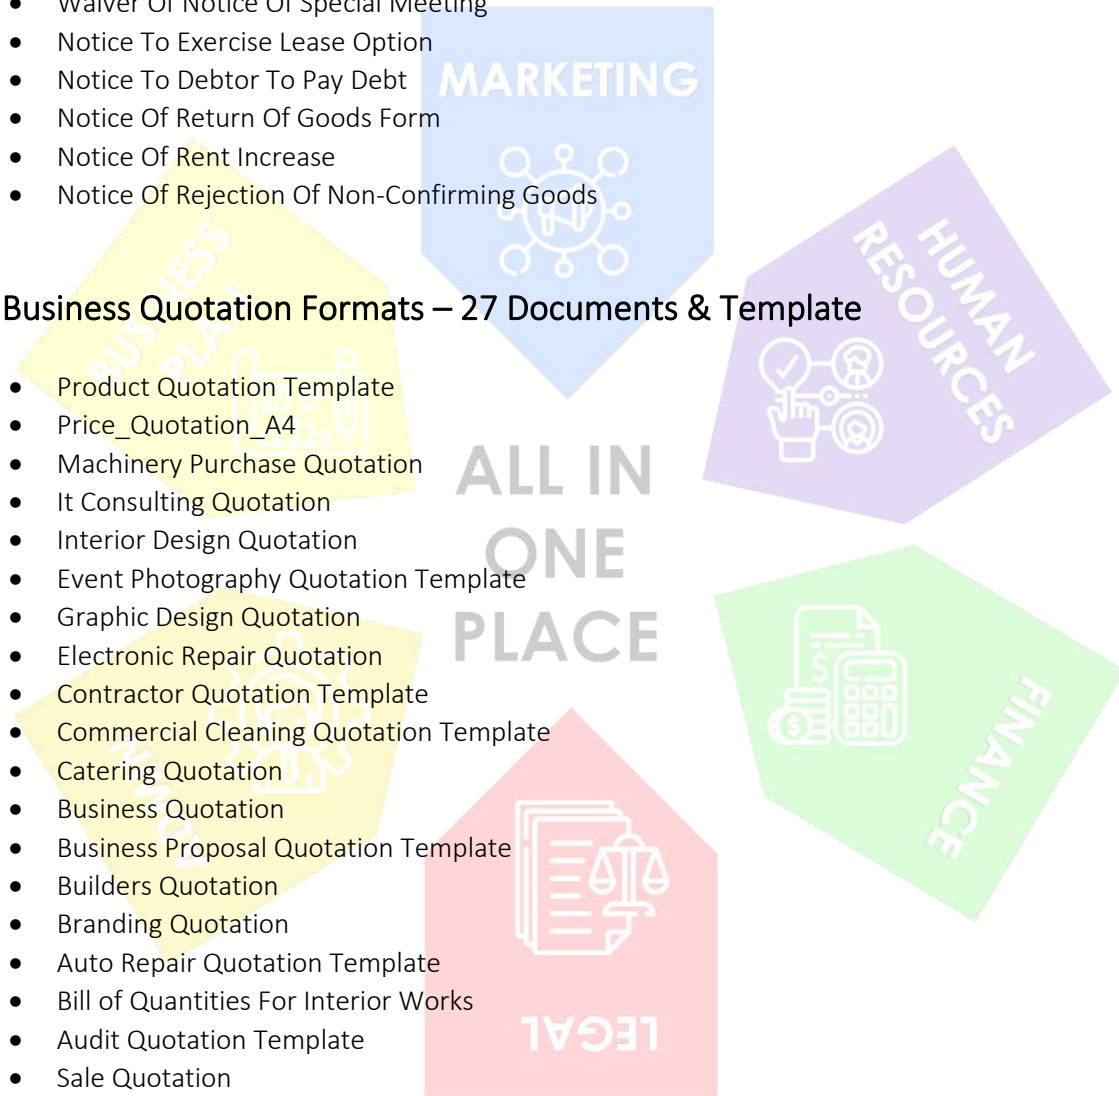 • Waiver Of Notice Of Special Meeting
• Notice To Exercise Lease Option
• Notice To Debtor To Pay Debt
• Notice Of Return Of Goods Form
• Notice Of Rent Increase
• Notice Of Rejection Of Non-Confirming Goods
Business Quotation Formats – 27 Documents & Template
• Product Quotation Template
• Price_Quotation_A4
• Machinery Purchase Quotation
• It Consulting Quotation
• Interior Design Quotation
• Event Photography Quotation Template
• Graphic Design Quotation
• Electronic Repair Quotation
• Contractor Quotation Template
• Commercial Cleaning Quotation Template
• Catering Quotation
• Business Quotation
• Business Proposal Quotation Template
• Builders Quotation
• Branding Quotation
• Auto Repair Quotation Template
• Bill of Quantities For Interior Works
• Audit Quotation Template
• Sale Quotation
MARKETING
HUMAN
RESOURCES
FINANCE
LEGAL
ADMIN
BUSINESS
PLAN
ALL IN
ONE
PLACE